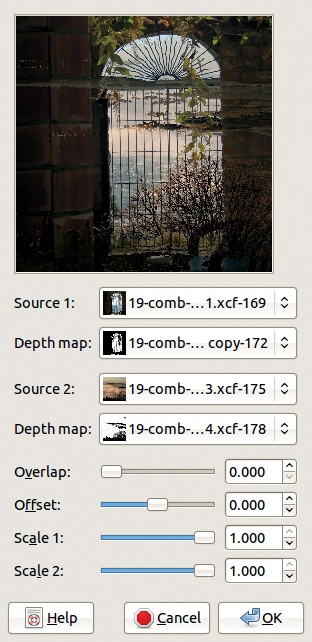 Source 1: 19-comb-...1.xcf-169
Depth map: 19-comb-... copy-172
Source 2: 19-comb-...3.xcf-175
Depth map: 19-comb-...4.xcf-178
Overlap: 0.000
Offset: 0.000
Scale 1: 1.000
Scale 2: 1.000
Help Cancel OK